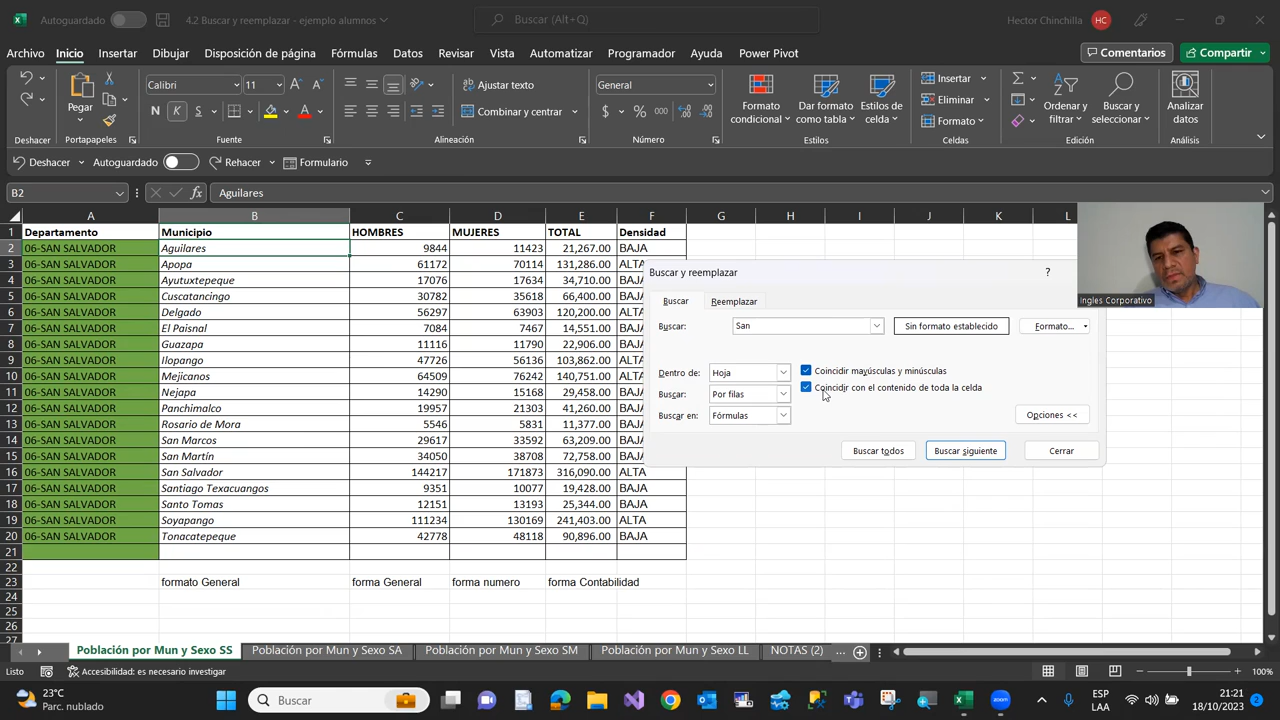 Autoguardado
4.2 Buscar y reemplazar - ejemplo alumnos
Buscar (Alt+Q)
Hector Chinchilla
HC
Archivo Inicio Insertar Dibujar Disposición de página Fórmulas Datos Revisar Vista Automatizar Programador Ayuda Power Pivot
Comentarios
Compartir
Pegar
Calibri 11
N K S
Ajustar texto
Combinar y centrar
General
$ % 000
Formato condicional
Dar formato como tabla
Estilos de celda
Insertar
Eliminar
Formato
Ordenar y filtrar
Buscar y seleccionar
Analizar datos
Deshacer Portapapeles Fuente Alineación Número Estilos Celdas Edición Análisis
Deshacer Autoguardado Rehacer Formulario
B2 fx Aguilares
A B C D E F G H I J K L
1 Departamento Municipio HOMBRES MUJERES TOTAL Densidad
2 06-SAN SALVADOR Aguilares 9844 11423 21,267.00 BAJA
3 06-SAN SALVADOR Apopa 61172 70114 131,286.00 ALTA
4 06-SAN SALVADOR Ayutuxtepeque 17076 17634 34,710.00 BAJA
5 06-SAN SALVADOR Cuscatancingo 30782 35618 66,400.00 BAJA
6 06-SAN SALVADOR Delgado 56297 63903 120,200.00 ALTA
7 06-SAN SALVADOR El Paisnal 7084 7467 14,551.00 BAJA
8 06-SAN SALVADOR Guazapa 11116 11790 22,906.00 BAJA
9 06-SAN SALVADOR Ilopango 47726 56136 103,862.00 ALTA
10 06-SAN SALVADOR Mejicanos 64509 76242 140,751.00 ALTA
11 06-SAN SALVADOR Nejapa 14290 15168 29,458.00 BAJA
12 06-SAN SALVADOR Panchimalco 19957 21303 41,260.00 BAJA
13 06-SAN SALVADOR Rosario de Mora 5546 5831 11,377.00 BAJA
14 06-SAN SALVADOR San Marcos 29617 33592 63,209.00 BAJA
15 06-SAN SALVADOR San Martín 34050 38708 72,758.00 BAJA
16 06-SAN SALVADOR San Salvador 144217 171873 316,090.00 ALTA
17 06-SAN SALVADOR Santiago Texacuangos 9351 10077 19,428.00 BAJA
18 06-SAN SALVADOR Santo Tomas 12151 13193 25,344.00 BAJA
19 06-SAN SALVADOR Soyapango 111234 130169 241,403.00 ALTA
20 06-SAN SALVADOR Tonacatepeque 42778 48118 90,896.00 BAJA
21
22
23 formato General forma General forma numero forma Contabilidad
24
25
26
27
Buscar y reemplazar ?
Buscar Reemplazar
Buscar: San Sin formato establecido Formato...
Dentro de: Hoja Coincidir mayúsculas y minúsculas
Coincidir con el contenido de toda la celda
Buscar: Por filas
Buscar en: Fórmulas Opciones <<
Buscar todos Buscar siguiente Cerrar
Ingles Corporativo
Población por Mun y Sexo SS Población por Mun y Sexo SA Población por Mun y Sexo SM Población por Mun y Sexo LL NOTAS (2) ...
Listo Accesibilidad: es necesario investigar 100%
23°C
Parc. nublado
Buscar
ESP
LAA
21:21
18/10/2023
2